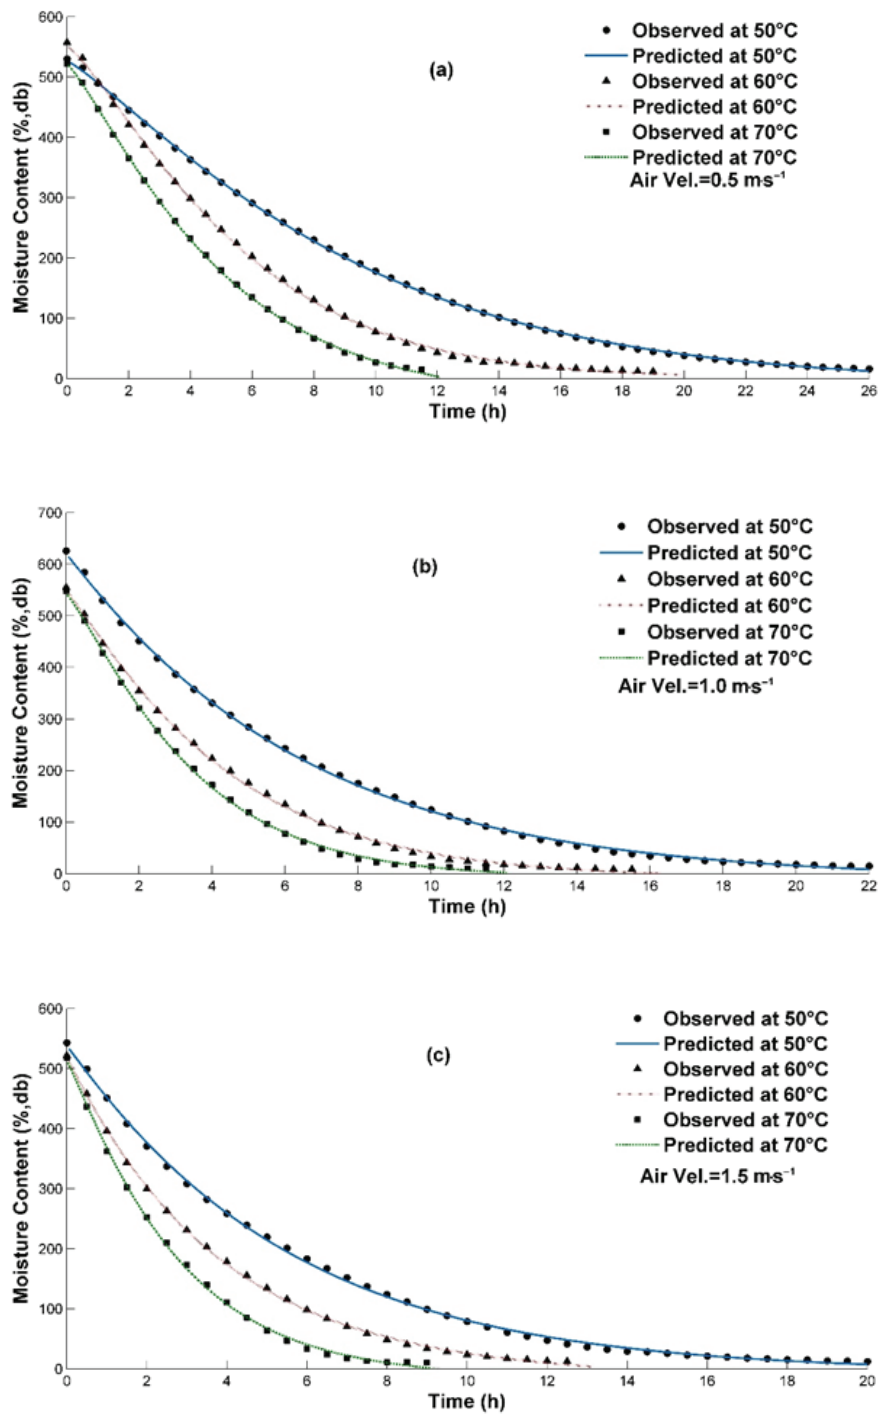 600
500
400
300
200
100
0
Moisture Content (%,db)
(a)
Observed at 50°C
Predicted at 50°C
Observed at 60°C
Predicted at 60°C
Observed at 70°C
Predicted at 70°C
Air Vel.=0.5 m·s⁻¹
0 2 4 6 8 10 12 14 16 18 20 22 24 26
Time (h)
700
600
500
400
300
200
100
0
Moisture Content (%,db)
(b)
Observed at 50°C
Predicted at 50°C
Observed at 60°C
Predicted at 60°C
Observed at 70°C
Predicted at 70°C
Air Vel.=1.0 m·s⁻¹
0 2 4 6 8 10 12 14 16 18 20 22
Time (h)
600
500
400
300
200
100
0
Moisture Content (%,db)
(c)
Observed at 50°C
Predicted at 50°C
Observed at 60°C
Predicted at 60°C
Observed at 70°C
Predicted at 70°C
Air Vel.=1.5 m·s⁻¹
0 2 4 6 8 10 12 14 16 18 20
Time (h)